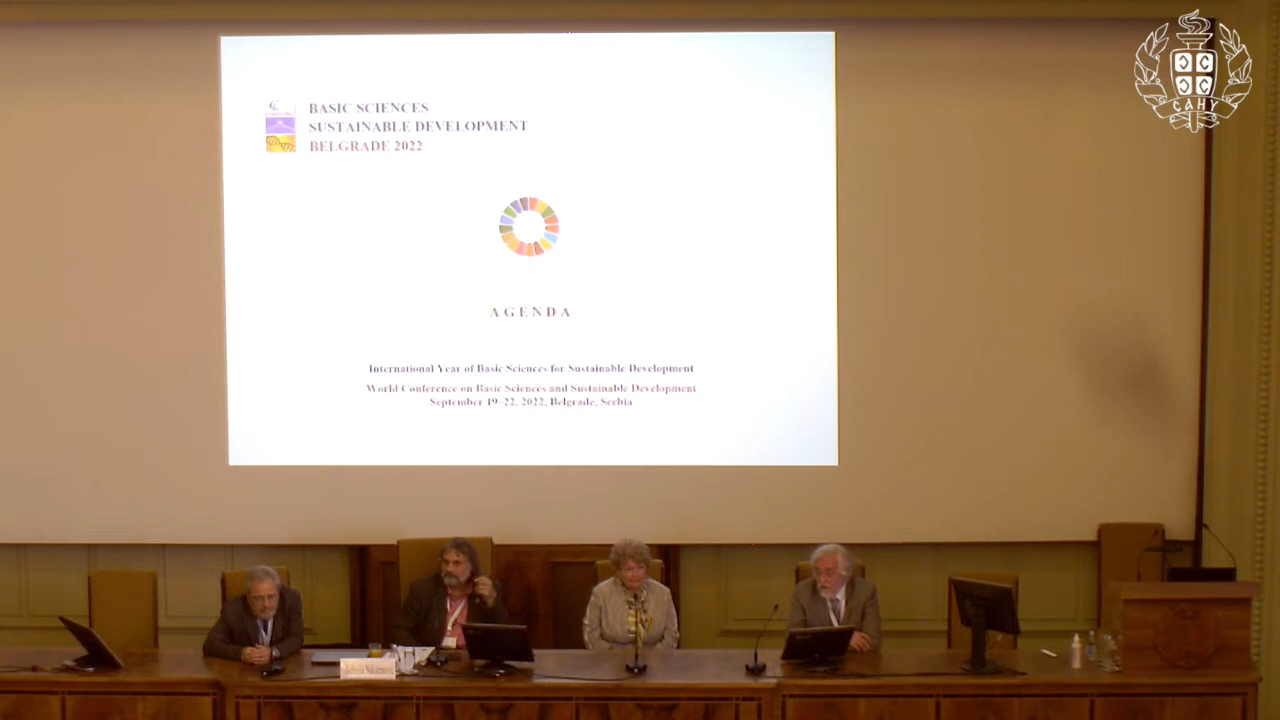 BASIC SCIENCES
SUSTAINABLE DEVELOPMENT
BELGRADE 2022
AGENDA
International Year of Basic Sciences for Sustainable Development
World Conference on Basic Sciences and Sustainable Development
September 19–22, 2022, Belgrade, Serbia
САНУ